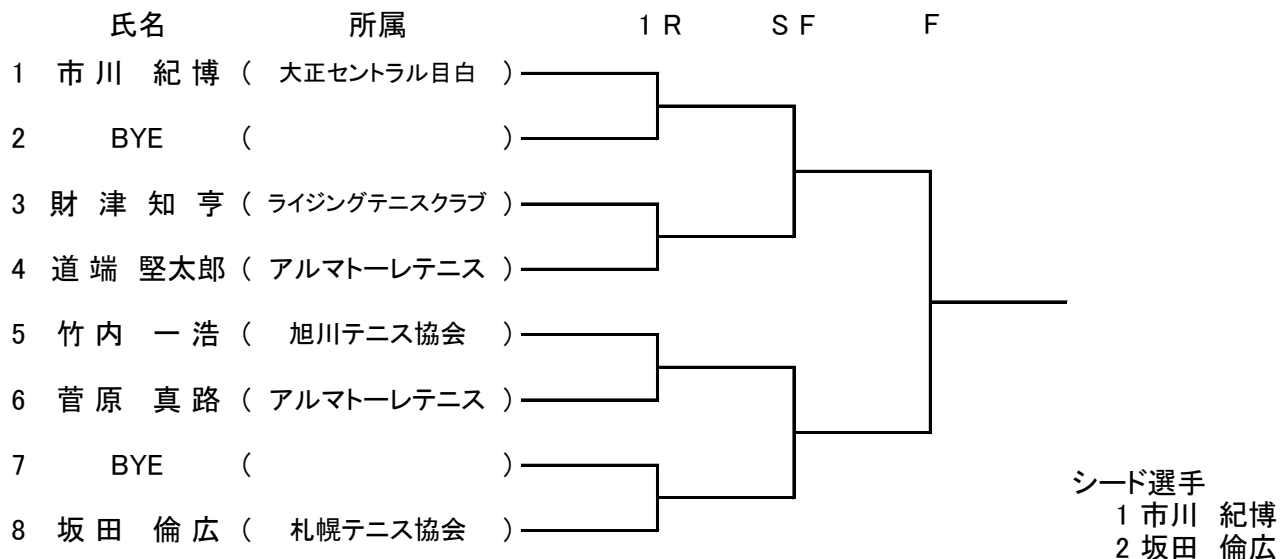 氏名 所属 1R SF F
1 市川 紀博 ( 大正セントラル目白 )
2 BYE ( )
3 財津知亨 ( ライジングテニスクラブ )
4 道端 堅太郎 ( アルマトーレテニス )
5 竹内 一浩 ( 旭川テニス協会 )
6 菅原 真路 ( アルマトーレテニス )
7 BYE ( )
8 坂田 倫広 ( 札幌テニス協会 )
シード選手
1 市川 紀博
2 坂田 倫広